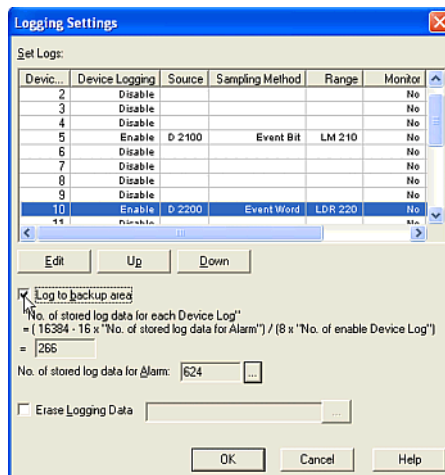 Logging Settings
Set Logs:
Devic... Device Logging Source Sampling Method Range Monitor
2 Disable No
3 Disable No
4 Disable No
5 Enable D 2100 Event Bit LM 210 No
6 Disable No
7 Disable No
8 Disable No
9 Disable No
10 Enable D 2200 Event Word LDR 220 No
11 Disable No
Edit Up Down
Log to backup area
"No. of stored log data for each Device Log"
= ( 16384 - 16 x "No. of stored log data for Alarm") / (8 x "No. of enable Device Log")
= 266
No. of stored log data for Alarm: 624 ...
Erase Logging Data ...
OK Cancel Help